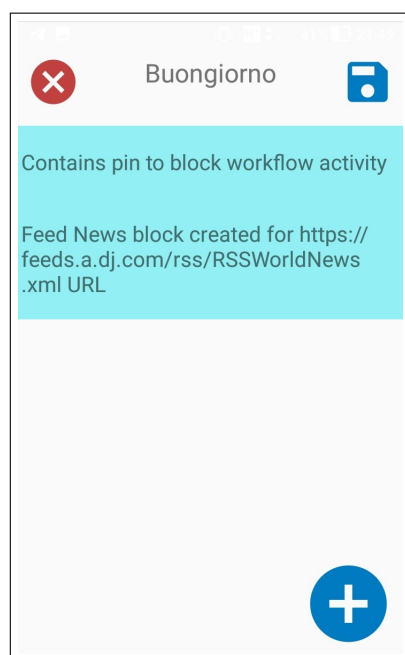 Buongiorno
Contains pin to block workflow activity
Feed News block created for https://
feeds.a.dj.com/rss/RSSWorldNews
.xml URL